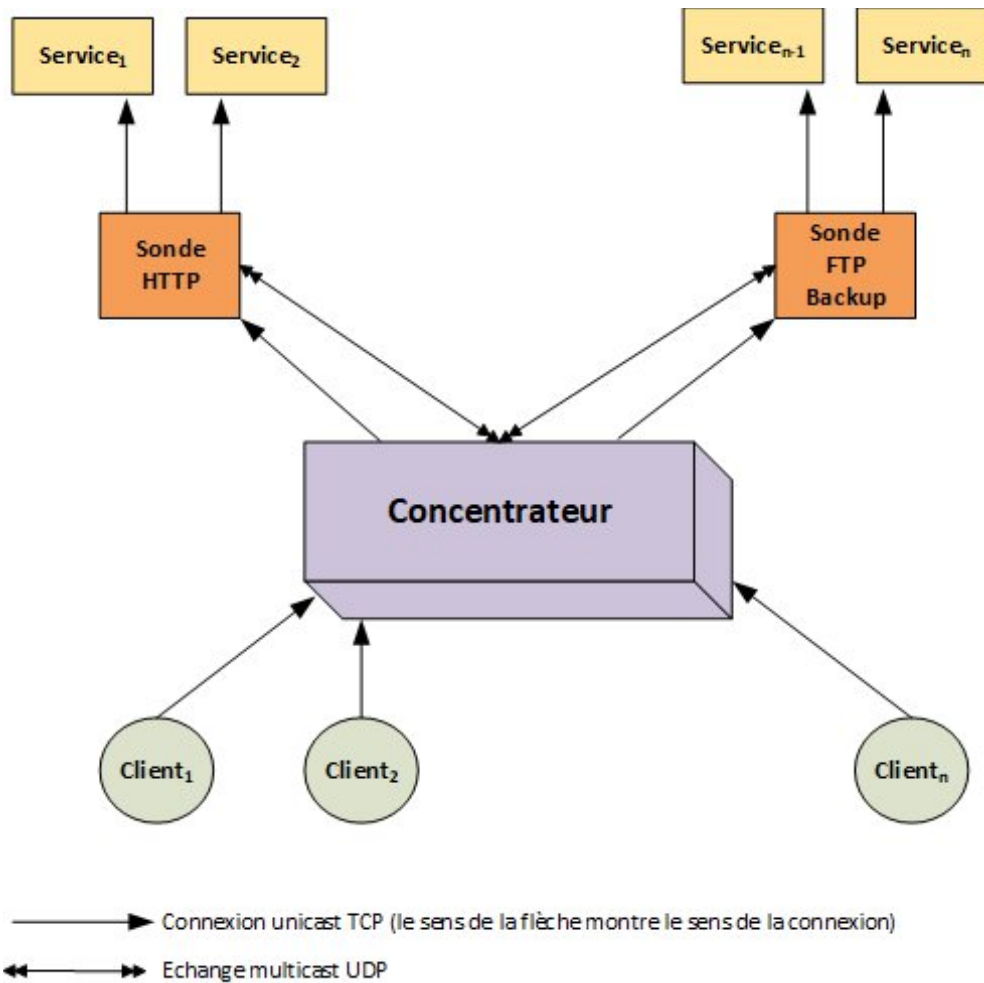 Service1
Service2
Servicen-1
Servicen
Sonde
HTTP
Sonde
FTP
Backup
Concentrateur
Client1
Client2
Clientn
Connexion unicast TCP (le sens de la flèche montre le sens de la connexion)
Echange multicast UDP